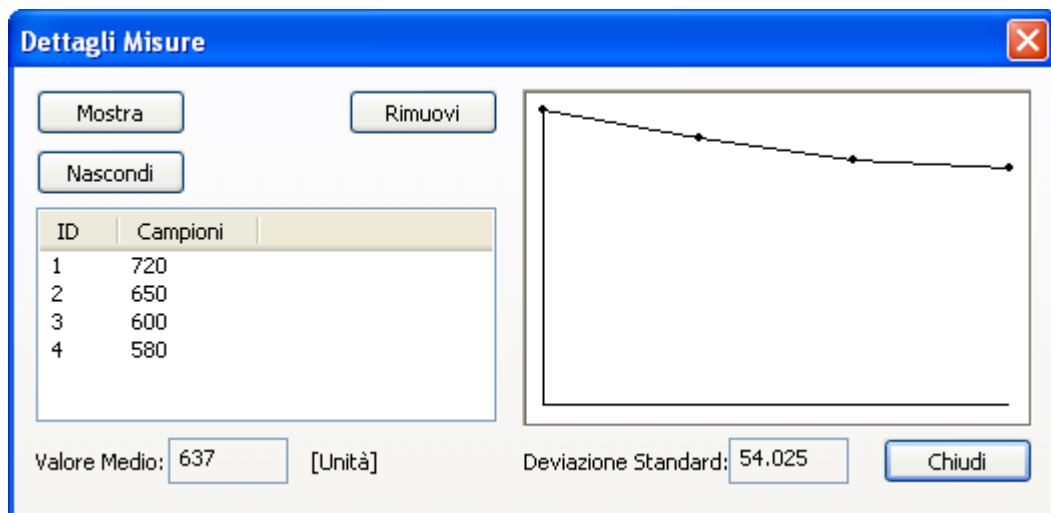 Dettagli Misure
Mostra
Rimuovi
Nascondi
ID Campioni
1 720
2 650
3 600
4 580
Valore Medio: 637 [Unità]
Deviazione Standard: 54.025
Chiudi